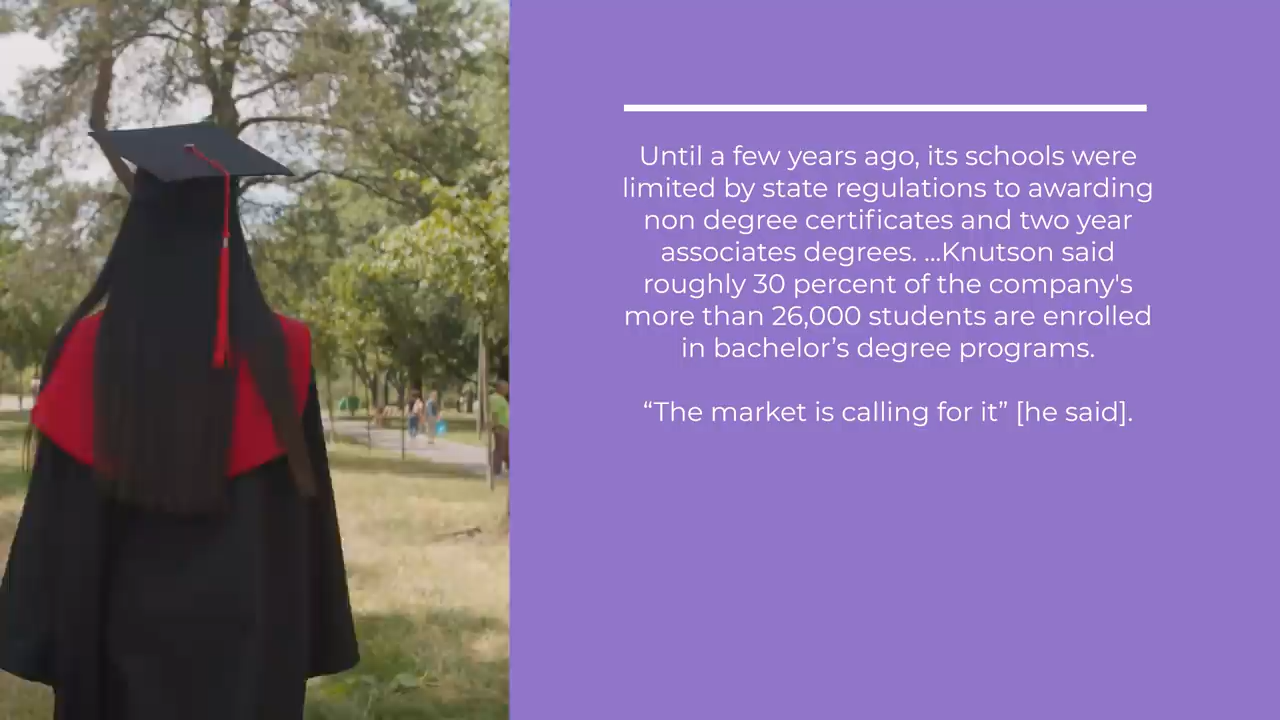 Until a few years ago, its schools were
limited by state regulations to awarding
non degree certificates and two year
associates degrees. ...Knutson said
roughly 30 percent of the company's
more than 26,000 students are enrolled
in bachelor’s degree programs.
“The market is calling for it” [he said].